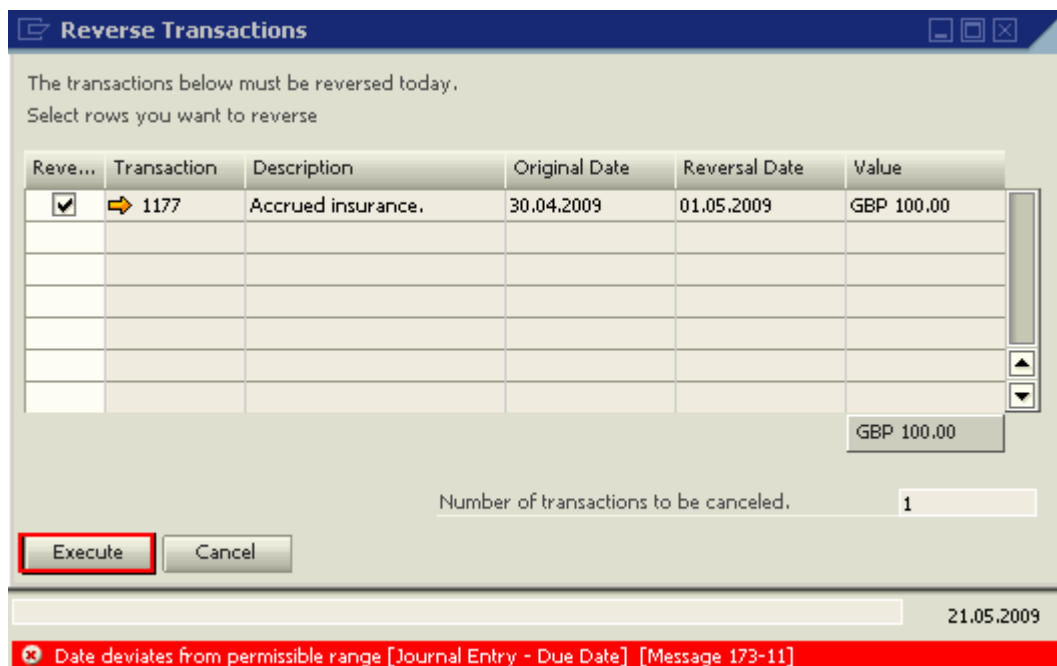 Reverse Transactions
The transactions below must be reversed today.
Select rows you want to reverse
Reve... Transaction Description Original Date Reversal Date Value
1177 Accrued insurance. 30.04.2009 01.05.2009 GBP 100.00
GBP 100.00
Number of transactions to be canceled. 1
Execute Cancel
21.05.2009
Date deviates from permissible range [Journal Entry - Due Date] [Message 173-11]